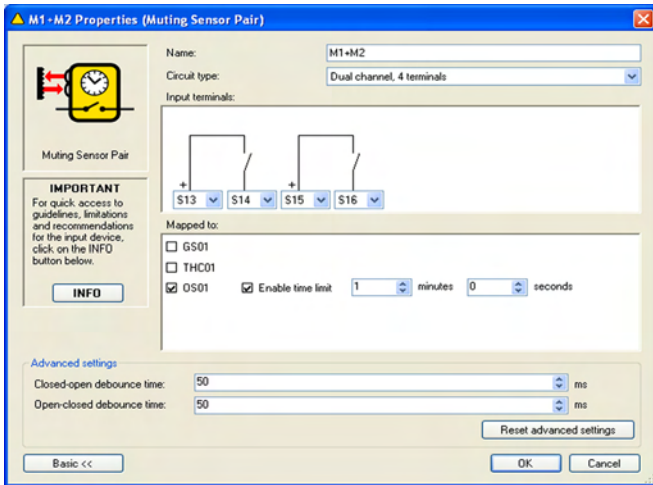 M1+M2 Properties (Muting Sensor Pair)
Muting Sensor Pair
IMPORTANT
For quick access to
guidelines, limitations
and recommendations
for the input device,
click on the INFO
button below.
INFO
Name: M1+M2
Circuit type: Dual channel, 4 terminals
Input terminals:
+ +
S13 S14 S15 S16
Mapped to:
GS01
THC01
OS01 Enable time limit 1 minutes 0 seconds
Advanced settings
Closed-open debounce time: 50 ms
Open-closed debounce time: 50 ms
Reset advanced settings
Basic << OK Cancel